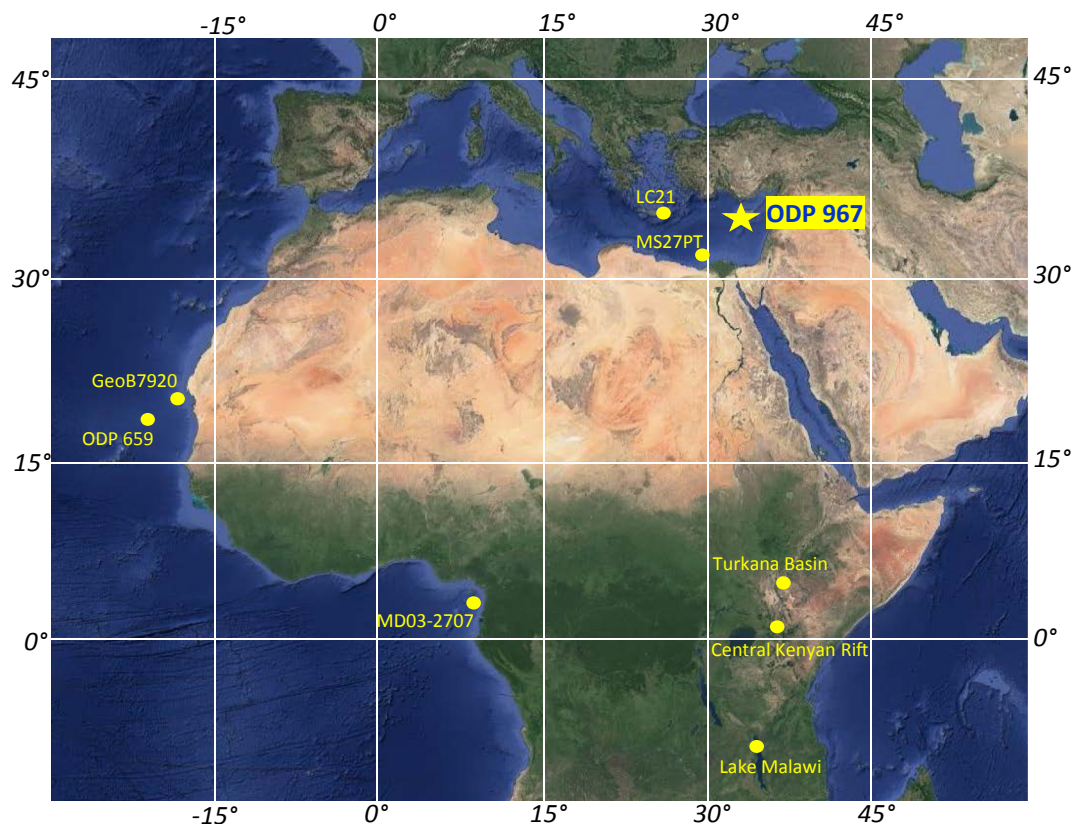 -15° 0° 15° 30° 45°
45° 45°
LC21
ODP 967
MS27PT
30° 30°
GeoB7920
ODP 659
15° 15°
Turkana Basin
MD03-2707
0° 0°
Central Kenyan Rift
Lake Malawi
-15° 0° 15° 30° 45°